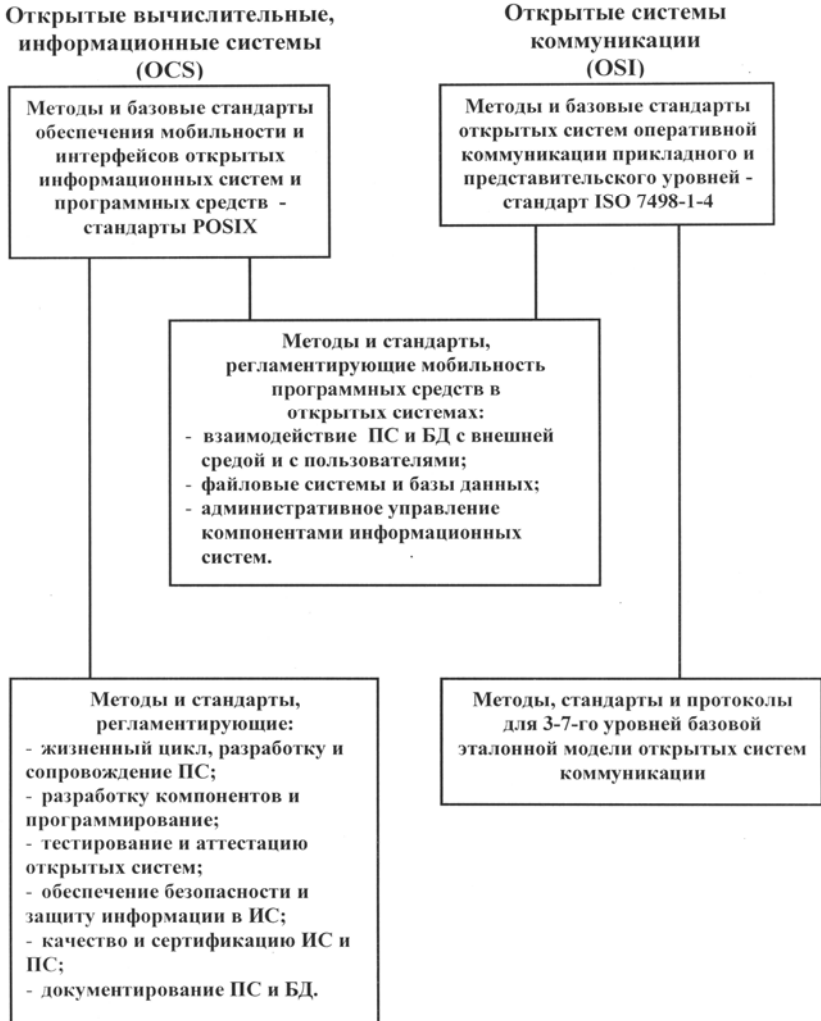 Открытые вычислительные,
информационные системы
(OCS)
Открытые системы
коммуникации
(OSI)
Методы и базовые стандарты
обеспечения мобильности и
интерфейсов открытых
информационных систем и
программных средств -
стандарты POSIX
Методы и базовые стандарты
открытых систем оперативной
коммуникации прикладного и
представительского уровней -
стандарт ISO 7498-1-4
Методы и стандарты,
регламентирующие мобильность
программных средств в
открытых системах:
- взаимодействие ПС и БД с внешней
средой и с пользователями;
- файловые системы и базы данных;
- административное управление
компонентами информационных
систем.
Методы и стандарты,
регламентирующие:
- жизненный цикл, разработку и
сопровождение ПС;
- разработку компонентов и
программирование;
- тестирование и аттестацию
открытых систем;
- обеспечение безопасности и
защиту информации в ИС;
- качество и сертификацию ИС и
ПС;
- документирование ПС и БД.
Методы, стандарты и протоколы
для 3-7-го уровней базовой
эталонной модели открытых систем
коммуникации